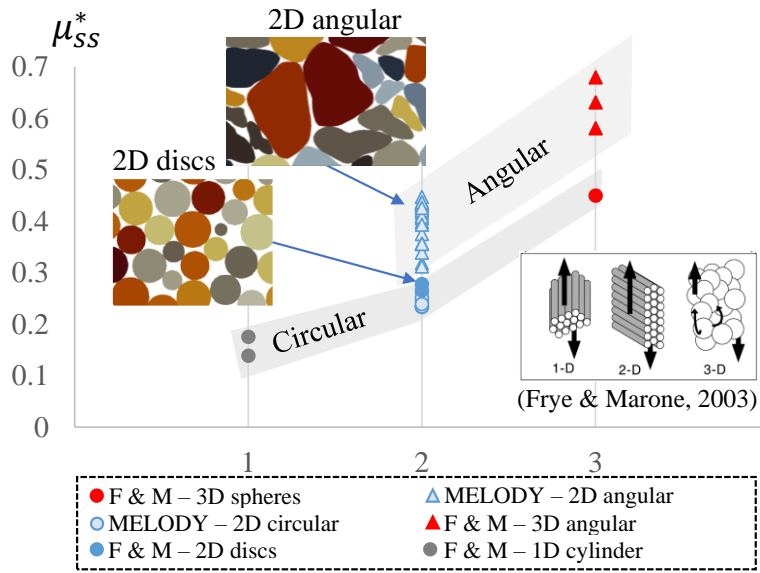 μ*ss
2D angular
0.7
0.6
2D discs
0.5
Angular
0.4
0.3
Circular
0.2
0.1
0
1-D
2-D
3-D
(Frye & Marone, 2003)
1
2
3
F & M – 3D spheres
MELODY – 2D angular
MELODY – 2D circular
F & M – 3D angular
F & M – 2D discs
F & M – 1D cylinder